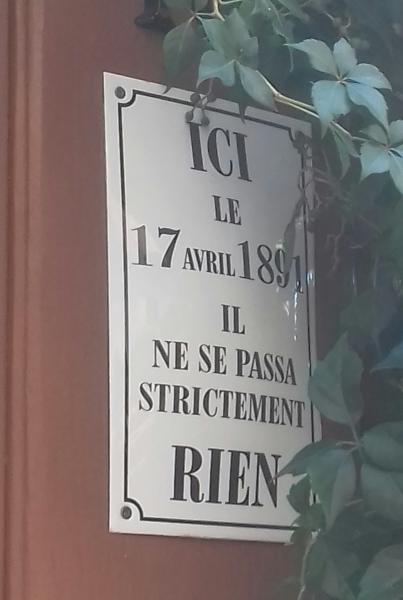 ICI
LE
17 AVRIL 1891
IL
NE SE PASSA
STRICTEMENT
RIEN